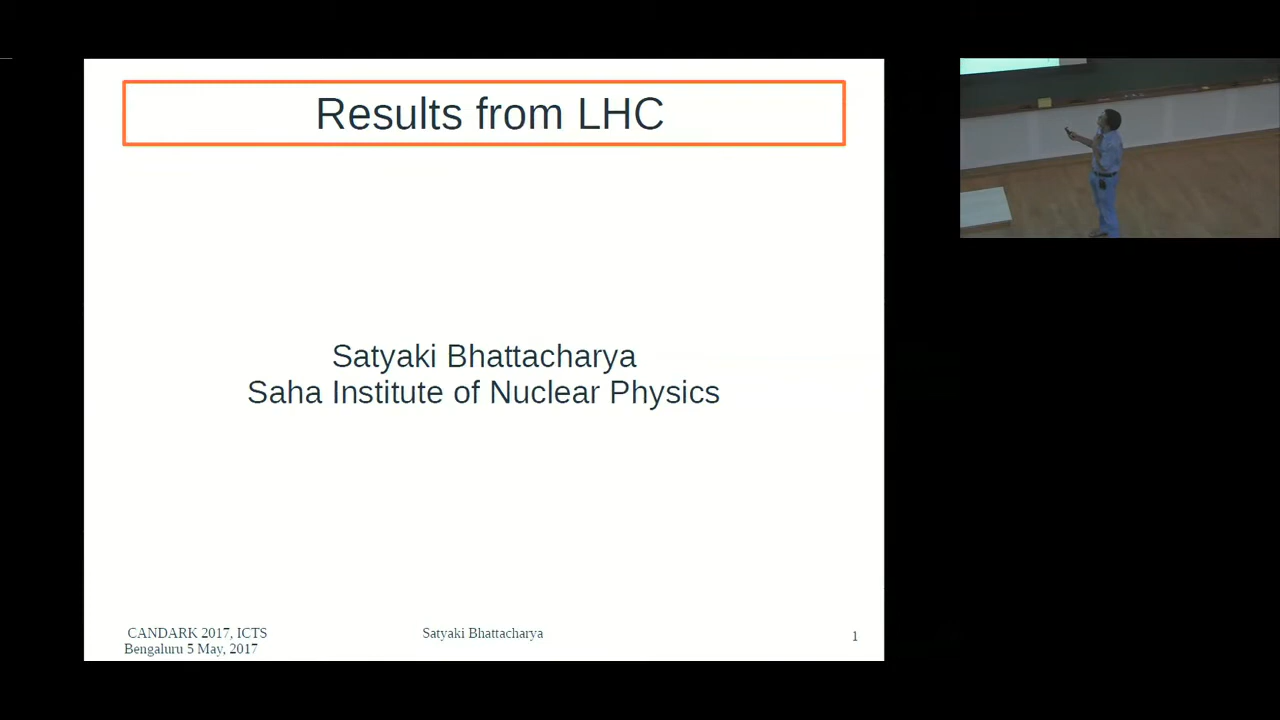 Results from LHC
Satyaki Bhattacharya
Saha Institute of Nuclear Physics
CANDARK 2017, ICTS
Bengaluru 5 May, 2017
Satyaki Bhattacharya
1